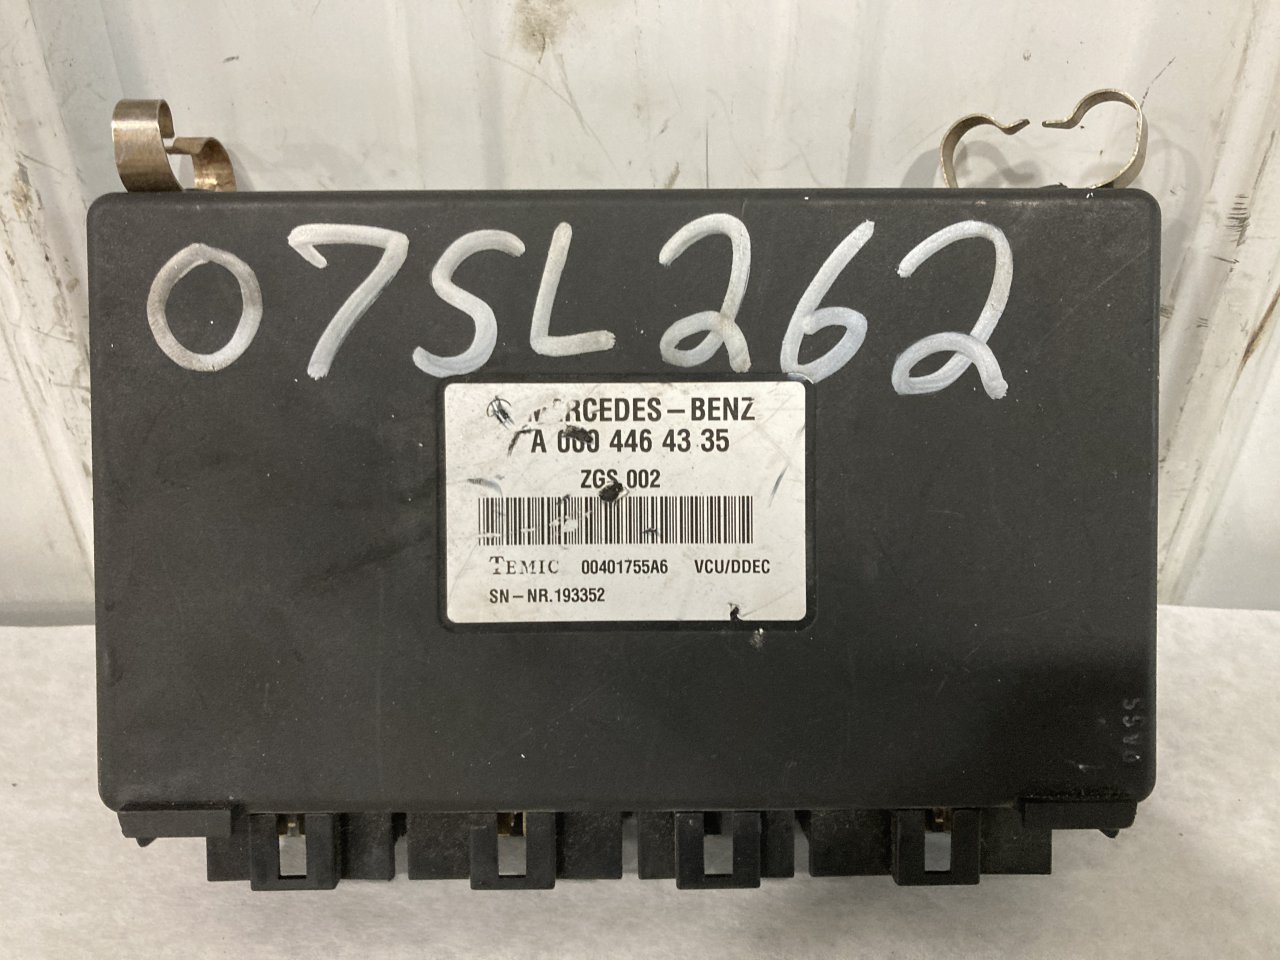 07SL262
MERCEDES-BENZ
A 000 446 43 35
ZGS 002
TEMIC 00401755A6 VCU/DDEC
SN-NR.193352